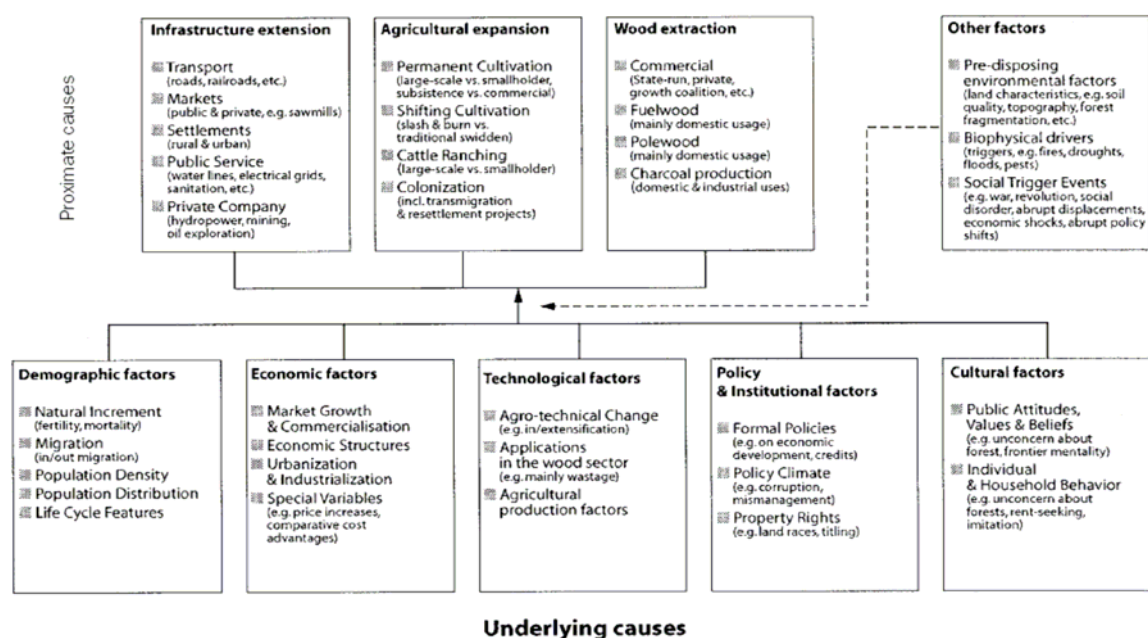 Proximate causes
Infrastructure extension
Transport
(roads, railroads, etc.)
Markets
(public & private, e.g. sawmills)
Settlements
(rural & urban)
Public Service
(water lines, electrical grids,
sanitation, etc.)
Private Company
(hydropower, mining,
oil exploration)
Agricultural expansion
Permanent Cultivation
(large-scale vs. smallholder,
subsistence vs. commercial)
Shifting Cultivation
(slash & burn vs.
traditional swidden)
Cattle Ranching
(large-scale vs. smallholder)
Colonization
(incl. transmigration
& resettlement projects)
Wood extraction
Commercial
(State-run, private,
growth coalition, etc.)
Fuelwood
(mainly domestic usage)
Polewood
(mainly domestic usage)
Charcoal production
(domestic & industrial uses)
Other factors
Pre-disposing
environmental factors
(land characteristics, e.g. soil
quality, topography, forest
fragmentation, etc.)
Biophysical drivers
(triggers, e.g. fires, droughts,
floods, pests)
Social Trigger Events
(e.g. war, revolution, social
disorder, abrupt displacements,
economic shocks, abrupt policy
shifts)
Demographic factors
Natural Increment
(fertility, mortality)
Migration
(in/out migration)
Population Density
Population Distribution
Life Cycle Features
Economic factors
Market Growth
& Commercialisation
Economic Structures
Urbanization
& Industrialization
Special Variables
(e.g. price increases,
comparative cost
advantages)
Technological factors
Agro-technical Change
(e.g. in/extensification)
Applications
in the wood sector
(e.g. mainly wastage)
Agricultural
production factors
Policy
& Institutional factors
Formal Policies
(e.g. on economic
development, credits)
Policy Climate
(e.g. corruption,
mismanagement)
Property Rights
(e.g. land races, titling)
Cultural factors
Public Attitudes,
Values & Beliefs
(e.g. unconcern about
forest, frontier mentality)
Individual
& Household Behavior
(e.g. unconcern about
forests, rent-seeking,
imitation)
Underlying causes